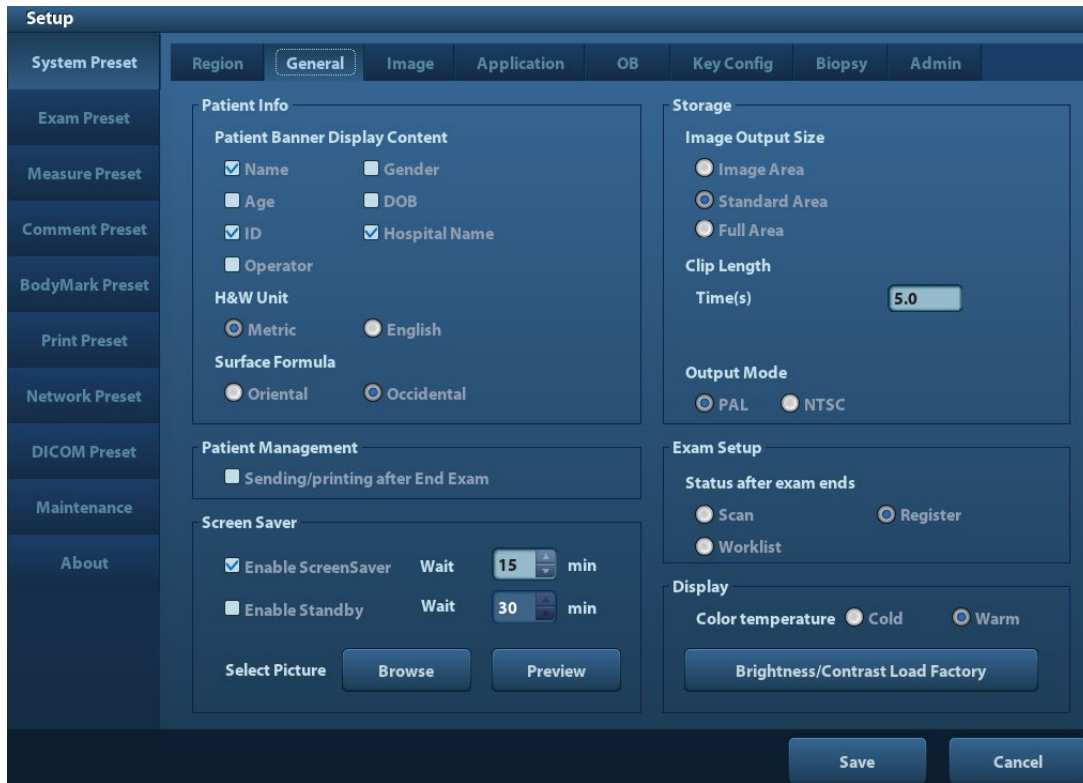 Setup
System Preset
Exam Preset
Measure Preset
Comment Preset
BodyMark Preset
Print Preset
Network Preset
DICOM Preset
Maintenance
About
Region General Image Application OB Key Config Biopsy Admin
Patient Info
Patient Banner Display Content
Name Gender
Age DOB
ID Hospital Name
Operator
H&W Unit
Metric English
Surface Formula
Oriental Occidental
Patient Management
Sending/printing after End Exam
Screen Saver
Enable ScreenSaver Wait 15 min
Enable Standby Wait 30 min
Select Picture Browse Preview
Storage
Image Output Size
Image Area
Standard Area
Full Area
Clip Length
Time(s) 5.0
Output Mode
PAL NTSC
Exam Setup
Status after exam ends
Scan Register
Worklist
Display
Color temperature Cold Warm
Brightness/Contrast Load Factory
Save Cancel